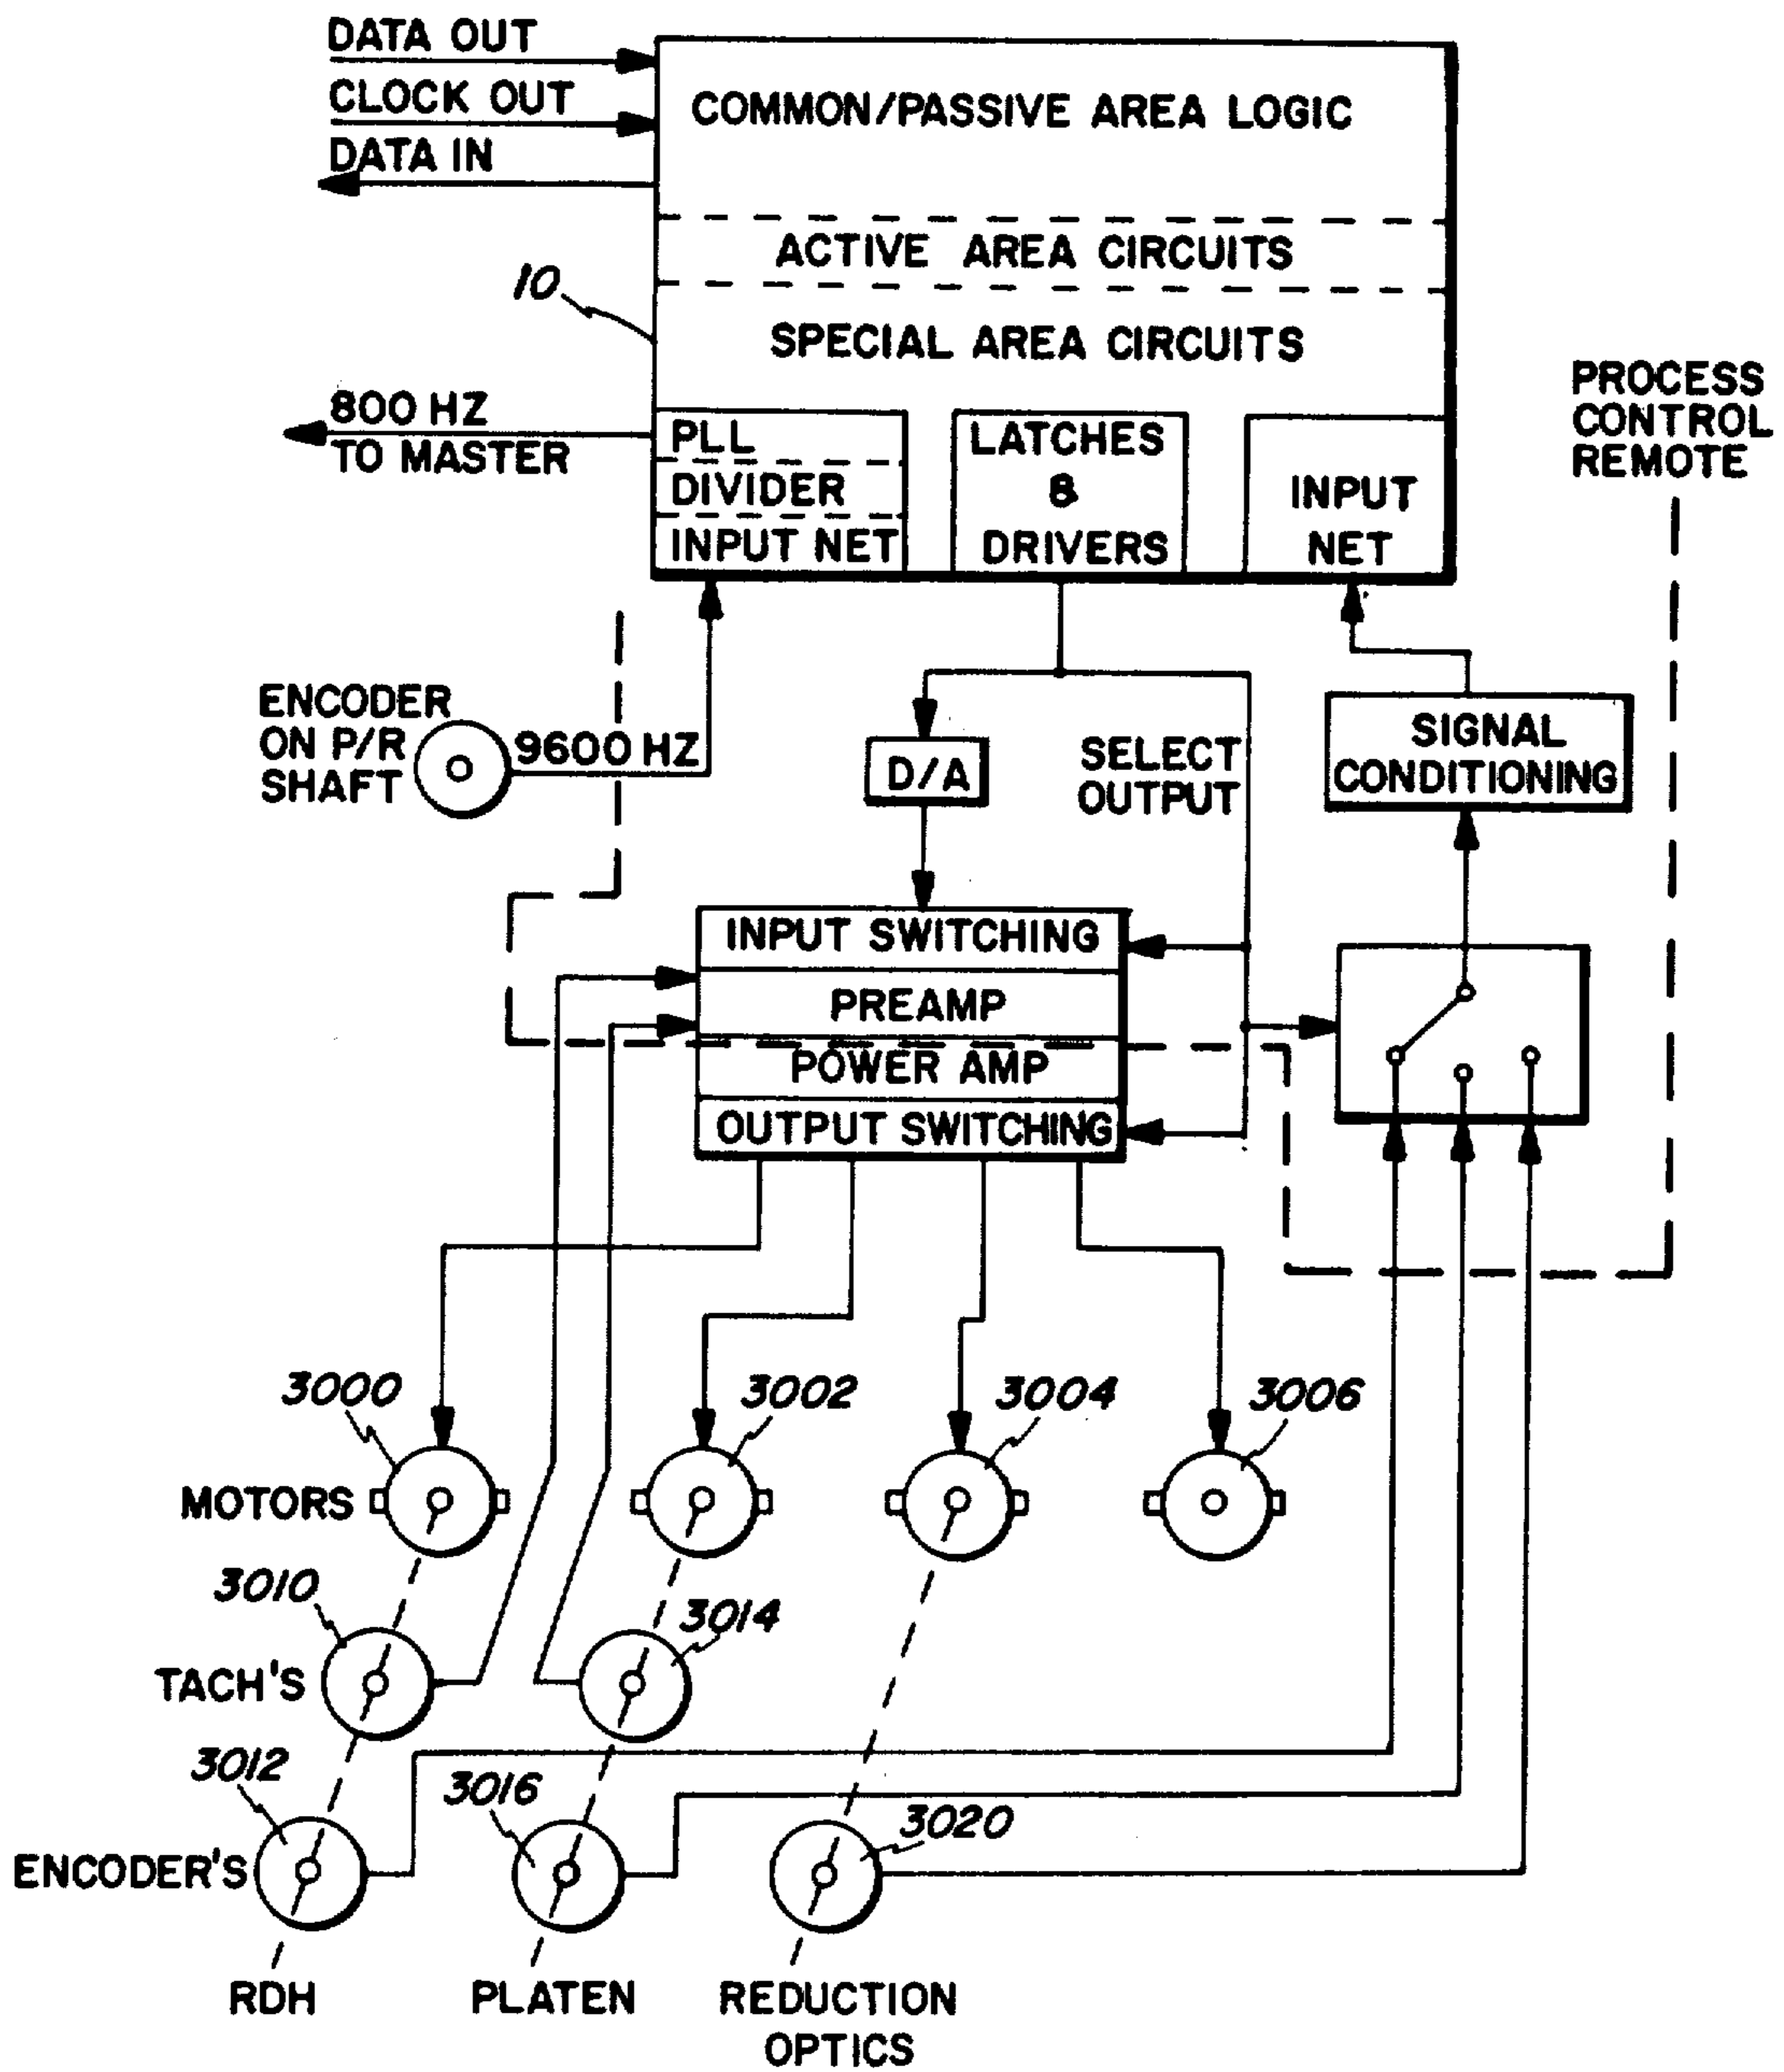 DATA OUT
CLOCK OUT
DATA IN
COMMON/PASSIVE AREA LOGIC
ACTIVE AREA CIRCUITS
10
SPECIAL AREA CIRCUITS
800 HZ
TO MASTER
PLL
DIVIDER
INPUT NET
LATCHES
&
DRIVERS
INPUT
NET
PROCESS
CONTROL
REMOTE
ENCODER
ON P/R
SHAFT
9600 HZ
D/A
SELECT
OUTPUT
SIGNAL
CONDITIONING
INPUT SWITCHING
PREAMP
POWER AMP
OUTPUT SWITCHING
3000
3002
3004
3006
MOTORS
3010
3014
TACH'S
3012
3016
3020
ENCODER'S
RDH
PLATEN
REDUCTION
OPTICS